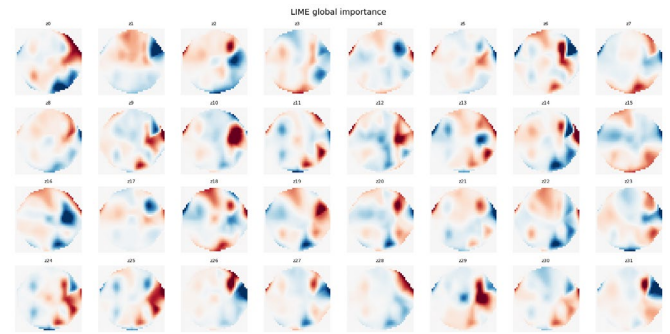 LIME global importance
z0 z1 z2 z3 z4 z5 z6 z7
z8 z9 z10 z11 z12 z13 z14 z15
z16 z17 z18 z19 z20 z21 z22 z23
z24 z25 z26 z27 z28 z29 z30 z31